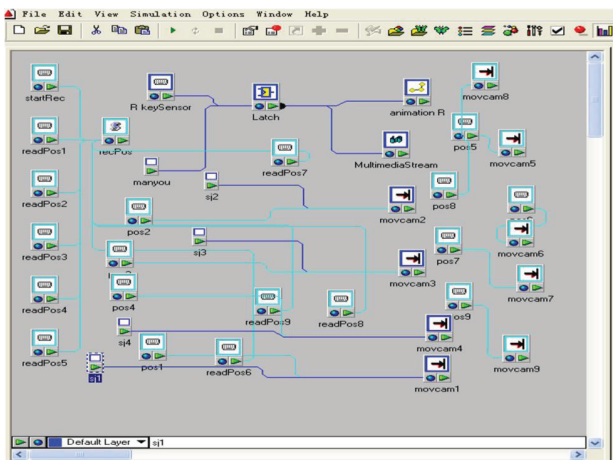 File Edit View Simulation Options Window Help
startRec
R keySensor
Latch
animation R
movcam8
readPos1
recPos
pos5
movcam5
readPos7
MultimediaStream
manyou
readPos2
sj2
pos8
movcam2
pos2
readPos3
sj3
movcam6
pos7
movcam3
movcam7
readPos4
pos4
readPos9
readPos8
os9
sj4
movcam4
readPos5
pos1
readPos6
movcam9
sj1
movcam1
Default Layer sj1